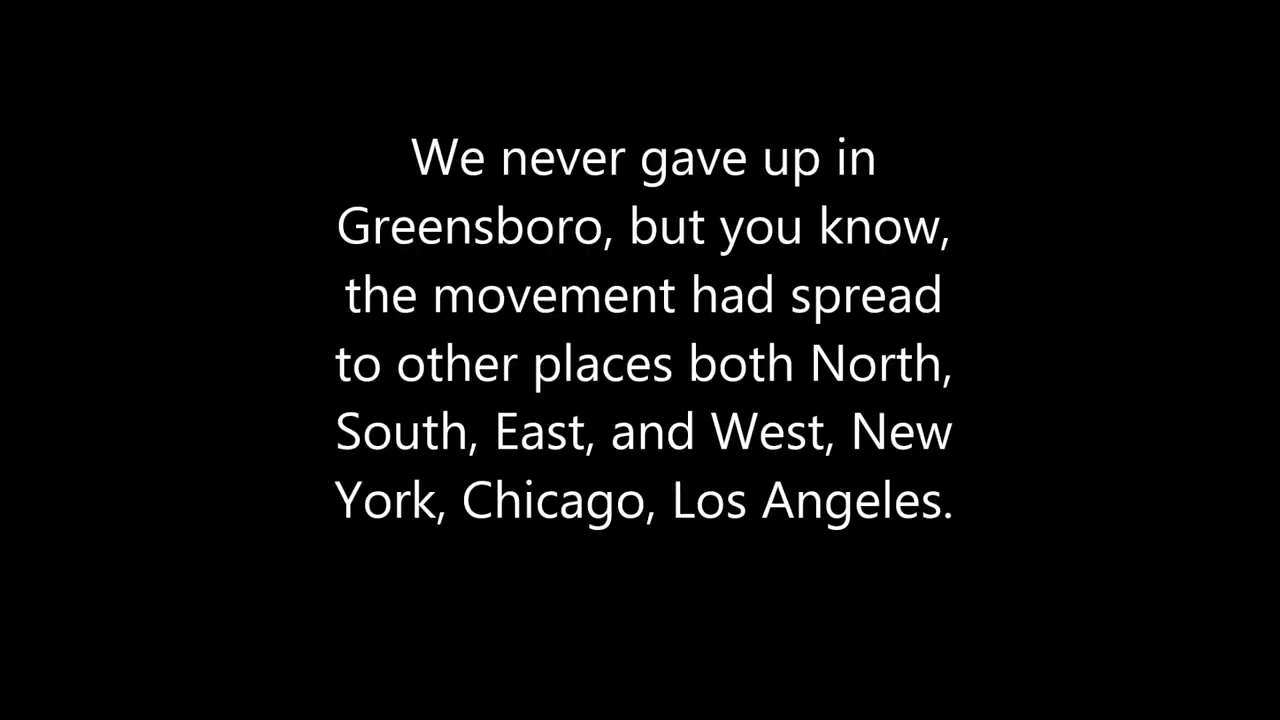 We never gave up in
Greensboro, but you know,
the movement had spread
to other places both North,
South, East, and West, New
York, Chicago, Los Angeles.